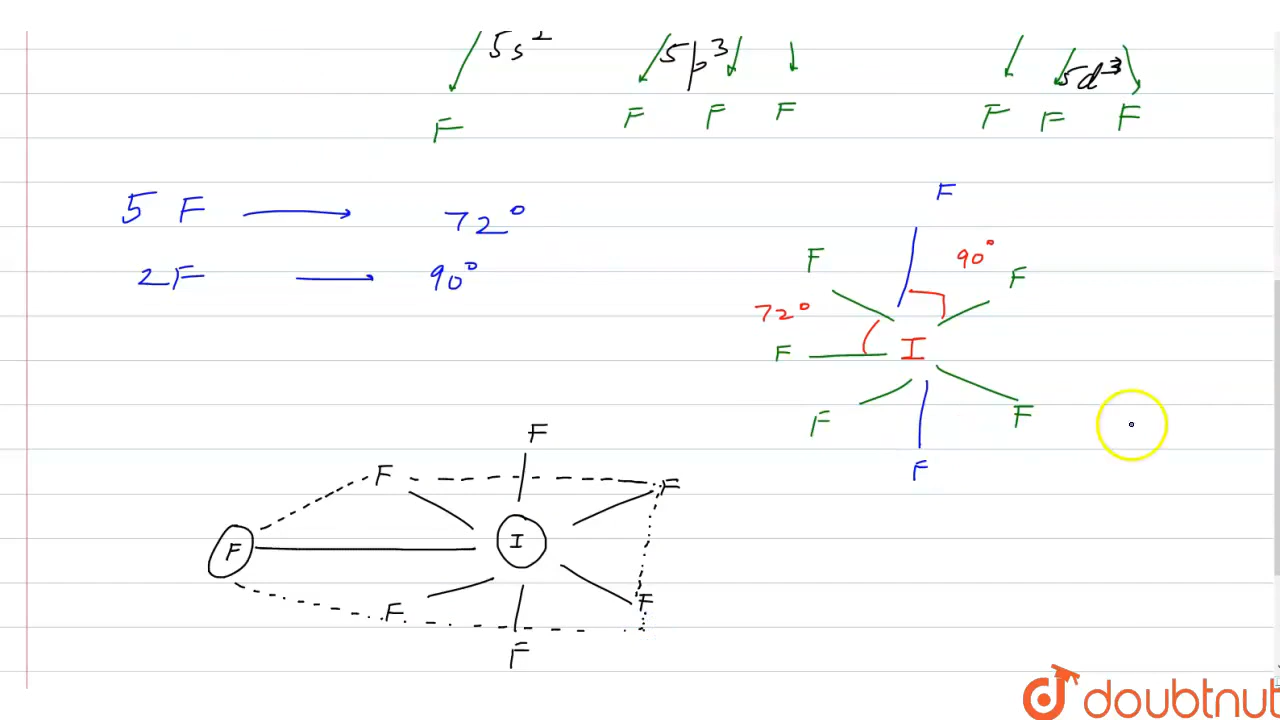 5s² 5p³ 5d³
F F F F F F F
5 F → 72°
2F → 90°
F
F 90° F
72°
F I
F F
F
F
F F
F I
F F
F
doubtnut